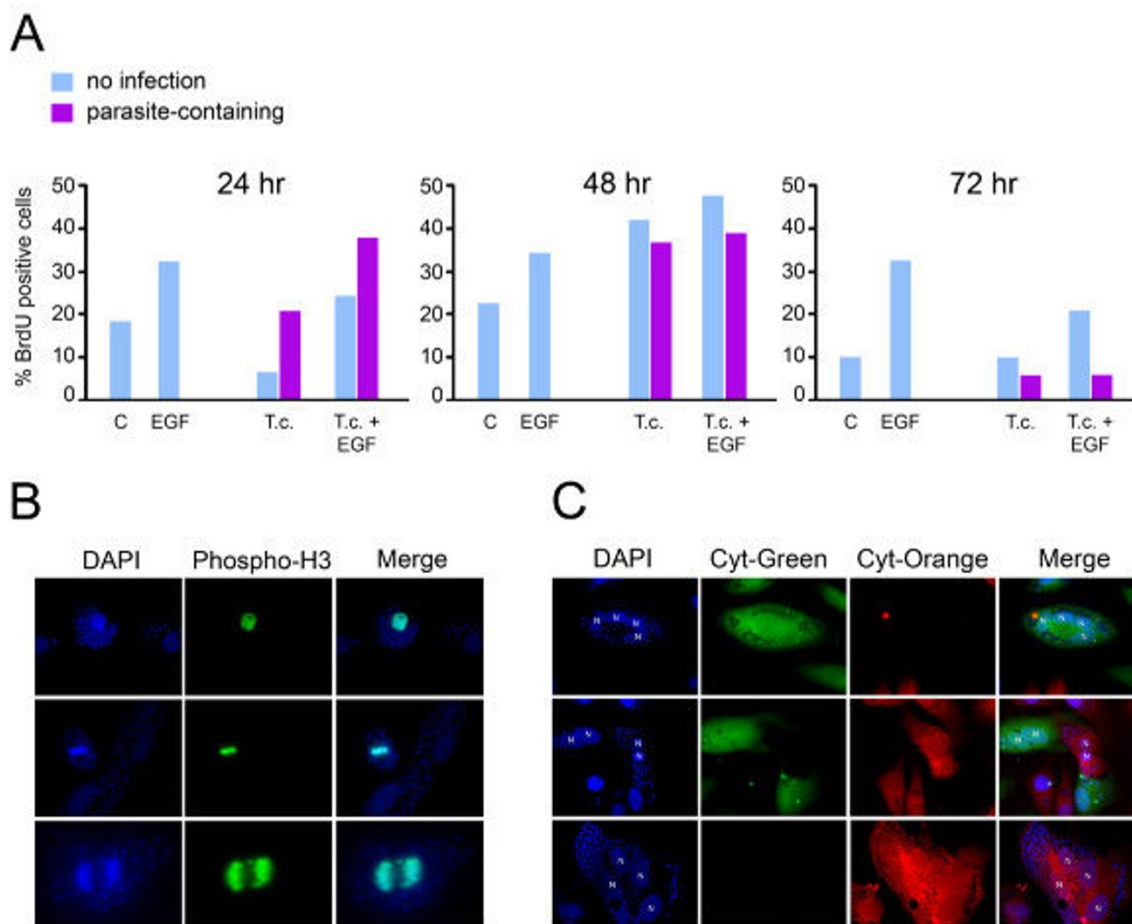 A
no infection
parasite-containing
24 hr
48 hr
72 hr
% BrdU positive cells
50
40
30
20
10
0
C
EGF
T.c.
T.c. +
EGF
50
40
30
20
10
0
C
EGF
T.c.
T.c. +
EGF
50
40
30
20
10
0
C
EGF
T.c.
T.c. +
EGF
B
DAPI
Phospho-H3
Merge
C
DAPI
Cyt-Green
Cyt-Orange
Merge
N N N N
N N N N
N N
N
N
N N
N
N
N
N
N
N
N
N
N
N